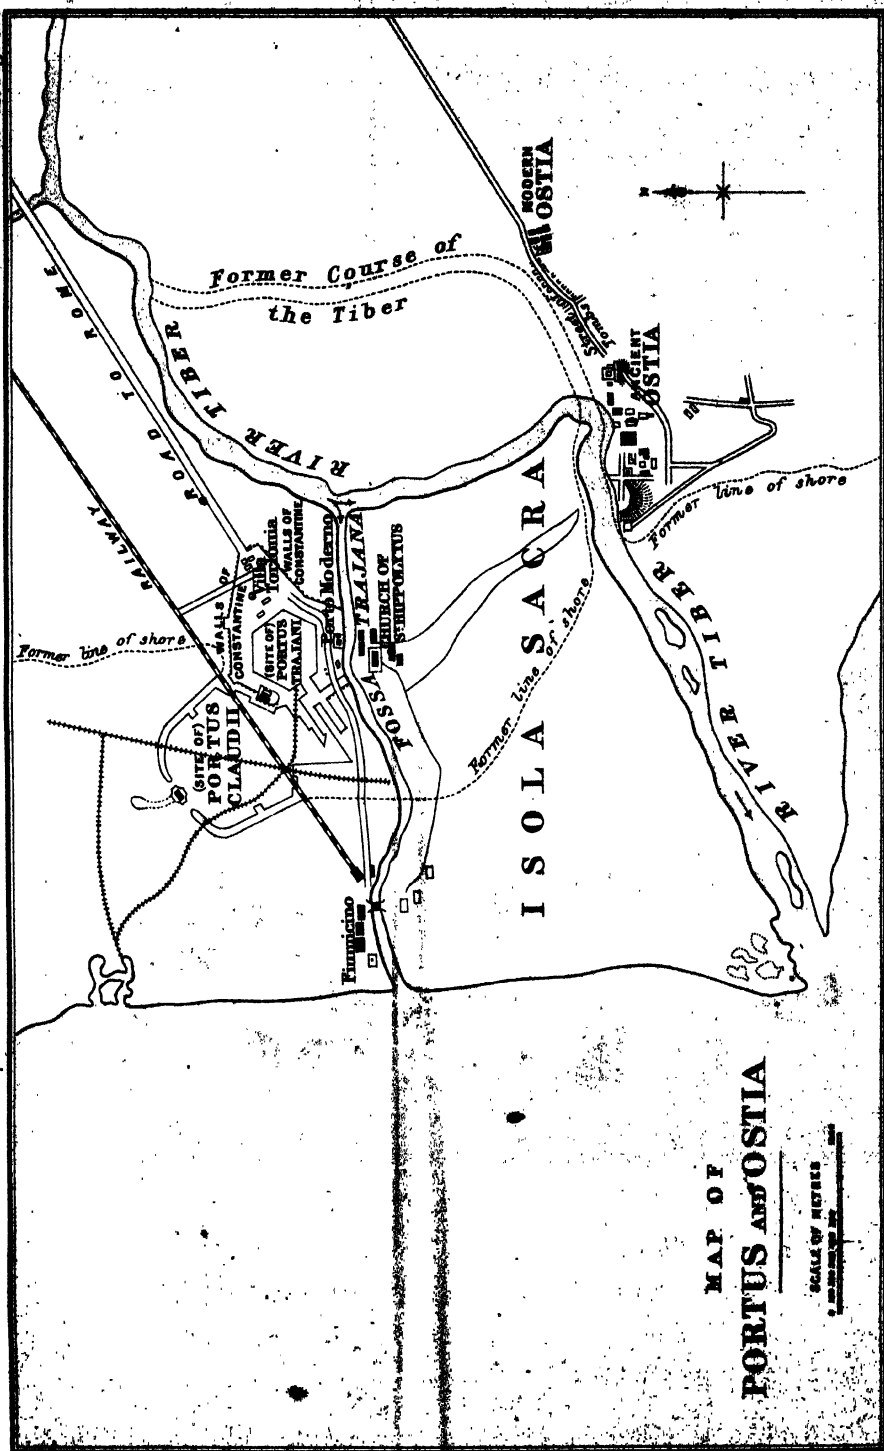 MAP OF
PORTUS AND OSTIA
SCALE OF METRES
Former Course of
the Tiber
MODERN
OSTIA
N
ROAD TO ROME
RAILWAY
RIVER TIBER
RIVER TIBER
ANCIENT
OSTIA
Tombs
Former line of shore
Former line of shore
Former line of shore
WALLS OF
CONSTANTINE
Villa
Torlonia
WALLS OF
CONSTANTINE
(SITE OF)
PORTUS
TRAJANI
Porto Moderno
FOSSA TRAJANA
CHURCH OF
ST HIPPOLYTUS
(SITE OF)
PORTUS
CLAUDII
ISOLA SACRA
Fiumicino
RIVER TIBER